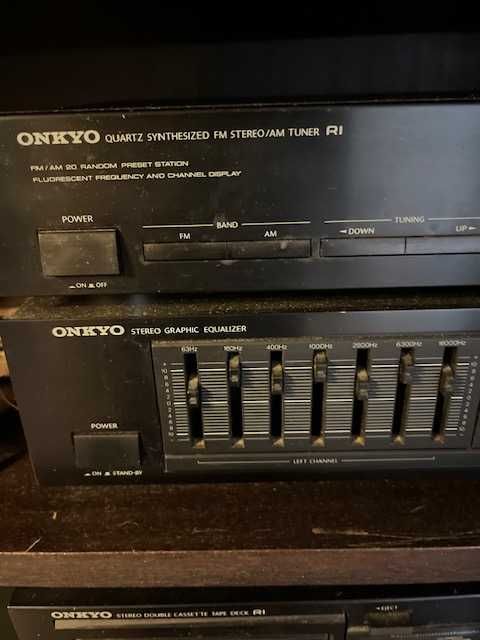 ONKYO QUARTZ SYNTHESIZED FM STEREO/AM TUNER RI
FM/AM 20 RANDOM PRESET STATION
FLUORESCENT FREQUENCY AND CHANNEL DISPLAY
POWER
BAND
TUNING
FM AM ◄DOWN UP
ON OFF
ONKYO STEREO GRAPHIC EQUALIZER
63Hz 160Hz 400Hz 1000Hz 2500Hz 6300Hz 16000Hz
POWER
ON STAND-BY
LEFT CHANNEL
ONKYO STEREO DOUBLE CASSETTE TAPE DECK RI
EJECT